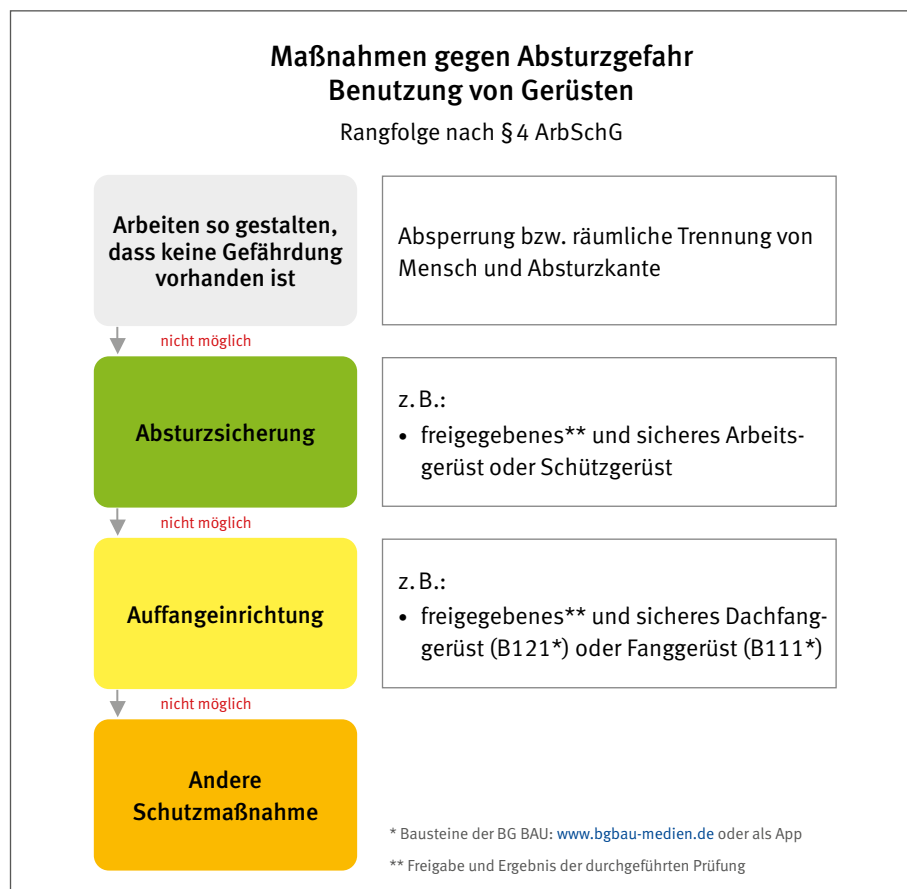 Maßnahmen gegen Absturzgefahr
Benutzung von Gerüsten
Rangfolge nach § 4 ArbSchG
Arbeiten so gestalten,
dass keine Gefährdung
vorhanden ist
Absperrung bzw. räumliche Trennung von
Mensch und Absturzkante
nicht möglich
Absturzsicherung
z. B.:
• freigegebenes** und sicheres Arbeits-
gerüst oder Schützgerüst
nicht möglich
Auffangeinrichtung
z. B.:
• freigegebenes** und sicheres Dachfang-
gerüst (B121*) oder Fanggerüst (B111*)
nicht möglich
Andere
Schutzmaßnahme
* Bausteine der BG BAU: www.bgbau-medien.de oder als App
** Freigabe und Ergebnis der durchgeführten Prüfung